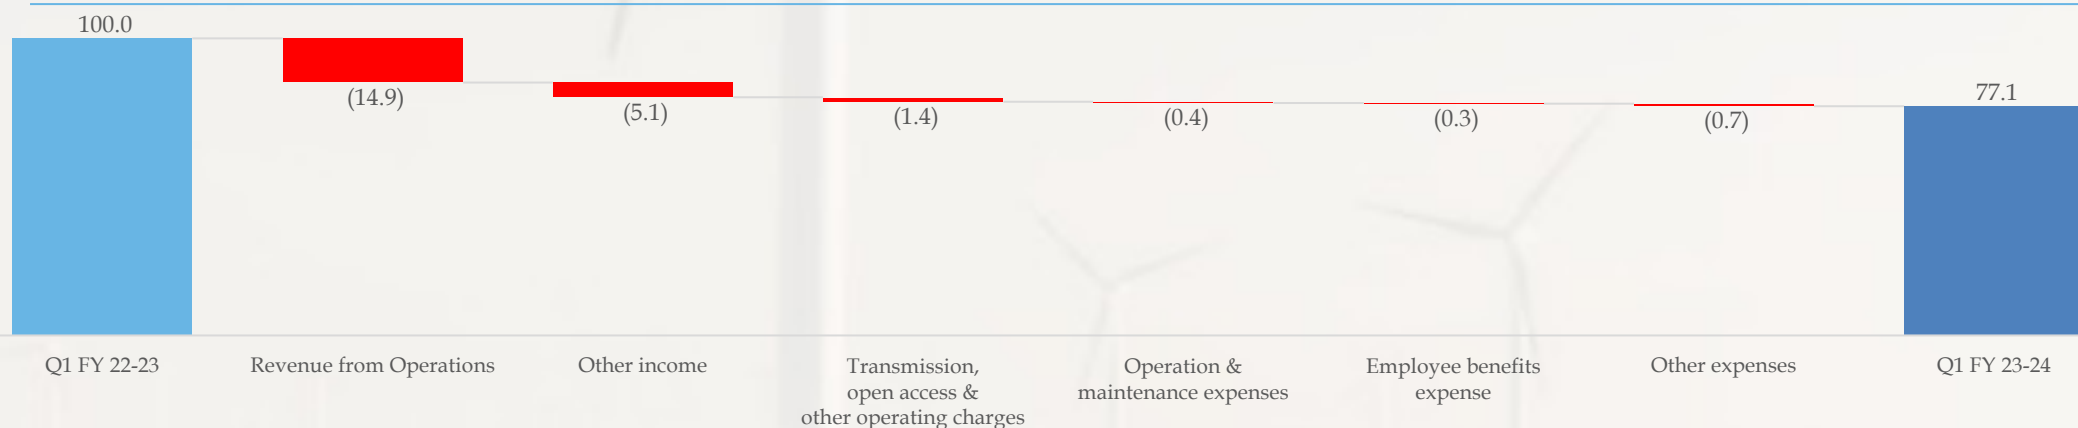 100.0
(14.9)
(5.1)
(1.4)
(0.4)
(0.3)
(0.7)
77.1
Q1 FY 22-23
Revenue from Operations
Other income
Transmission,
open access &
other operating charges
Operation &
maintenance expenses
Employee benefits
expense
Other expenses
Q1 FY 23-24